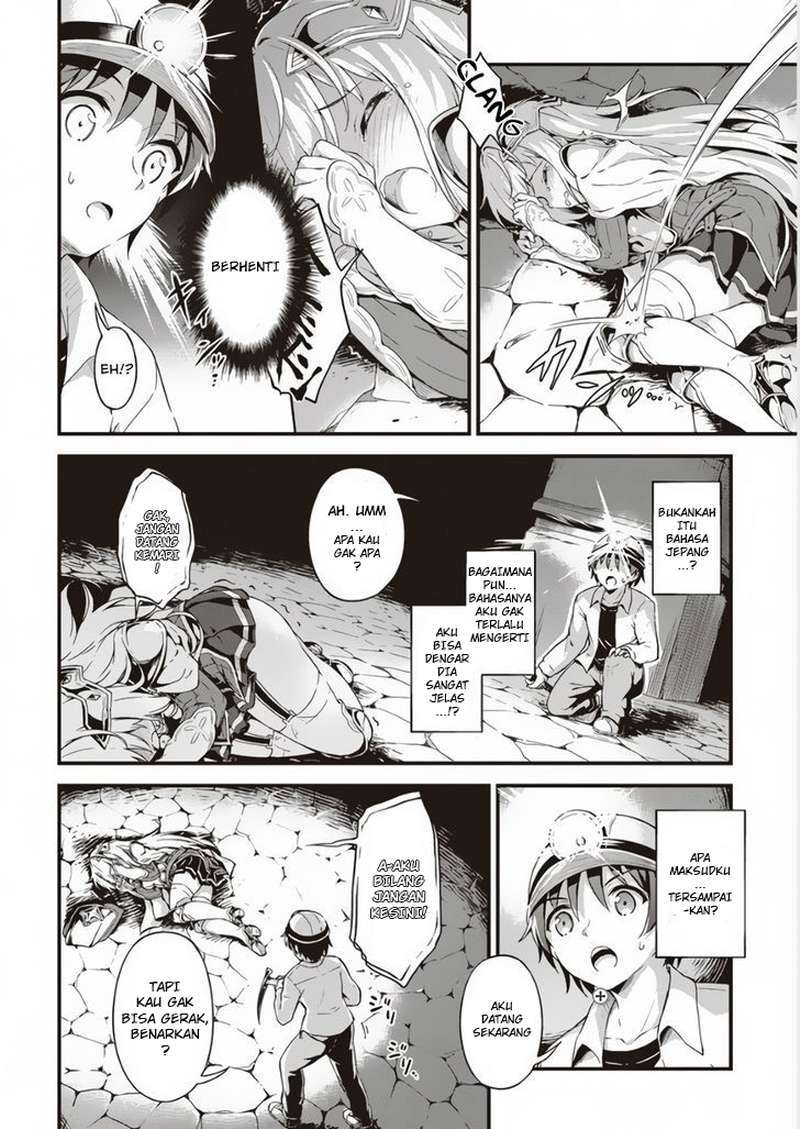 CLANG
カラ
BERHENTI
EH!?
BUKANKAH
ITU
BAHASA
JEPANG
...?
BAGAIMANA
PUN...
BAHASANYA
AKU GAK
TERLALU
MENGERTI
AKU
BISA
DENGAR
DIA
SANGAT
JELAS
...!?
AH. UMM
...
APA KAU
GAK APA
?
GAK,
JANGAN
DATANG
KEMARI
!
APA
MAKSUDKU
...
TERSAMPAI
-KAN?
AKU
DATANG
SEKARANG
A-AKU
BILANG
JANGAN
KESINI!
TAPI
KAU GAK
BISA GERAK,
BENARKAN
?